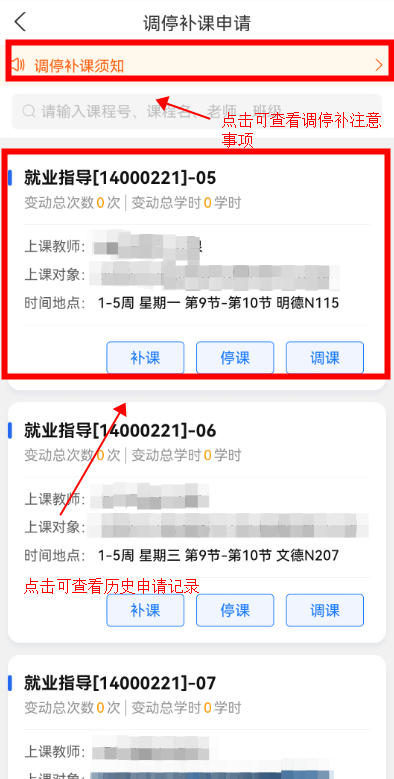 调停补课申请
调停补课须知
请输入课程号、课程名、老师、班级
点击可查看调停补注意
事项
就业指导[14000221]-05
变动总次数0次 | 变动总学时0学时
上课教师:
上课对象:
时间地点: 1-5周 星期一 第9节-第10节 明德N115
补课 停课 调课
就业指导[14000221]-06
变动总次数0次 | 变动总学时0学时
上课教师:
上课对象:
时间地点: 1-5周 星期三 第9节-第10节 文德N207
点击可查看历史申请记录
补课 停课 调课
就业指导[14000221]-07
变动总次数0次 | 变动总学时0学时
上课教师:
上课对象: